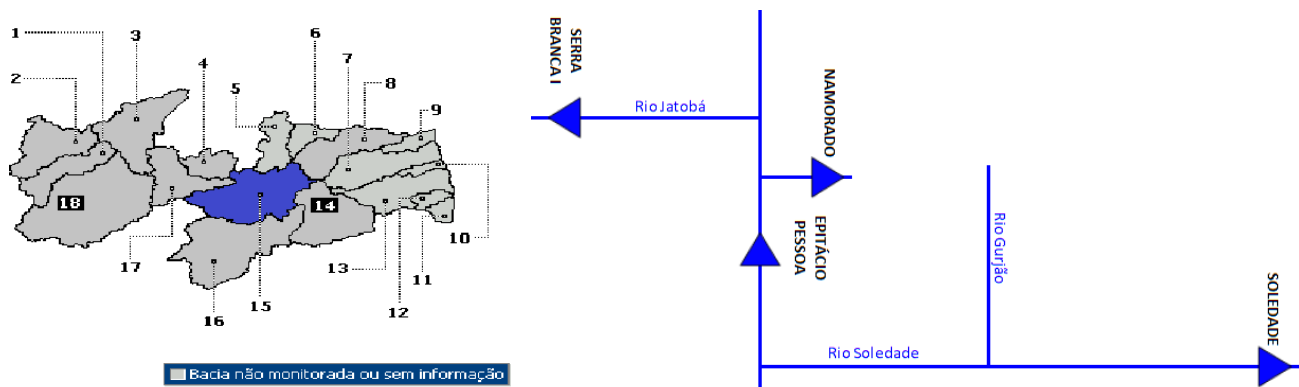 1
3
6
2
4
5
7
8
9
18
14
10
17
13
11
12
16
15
Bacia não monitorada ou sem informação
SERRA
BRANCA I
Rio Jatobá
NAMORADO
EPITÁCIO
PESSOA
Rio Gurjão
Rio Soledade
SOLEDADE